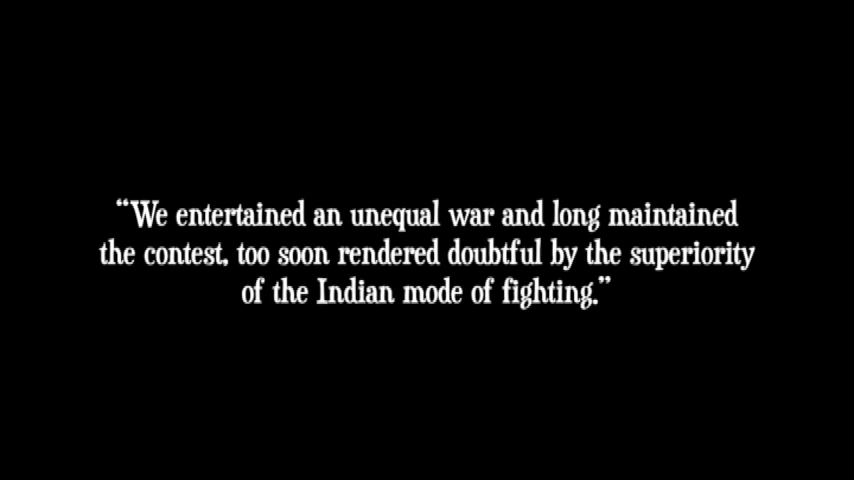 “We entertained an unequal war and long maintained
the contest, too soon rendered doubtful by the superiority
of the Indian mode of fighting.”